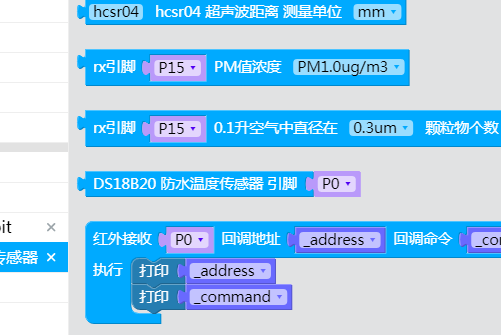 hcsr04 hcsr04 超声波距离 测量单位 mm
rx引脚 P15 PM值浓度 PM1.0ug/m3
rx引脚 P15 0.1升空气中直径在 0.3um 颗粒物个数
DS18B20 防水温度传感器 引脚 P0
it ×
红外接收 P0 回调地址 _address 回调命令 _co
传感器 ×
执行 打印 _address
打印 _command